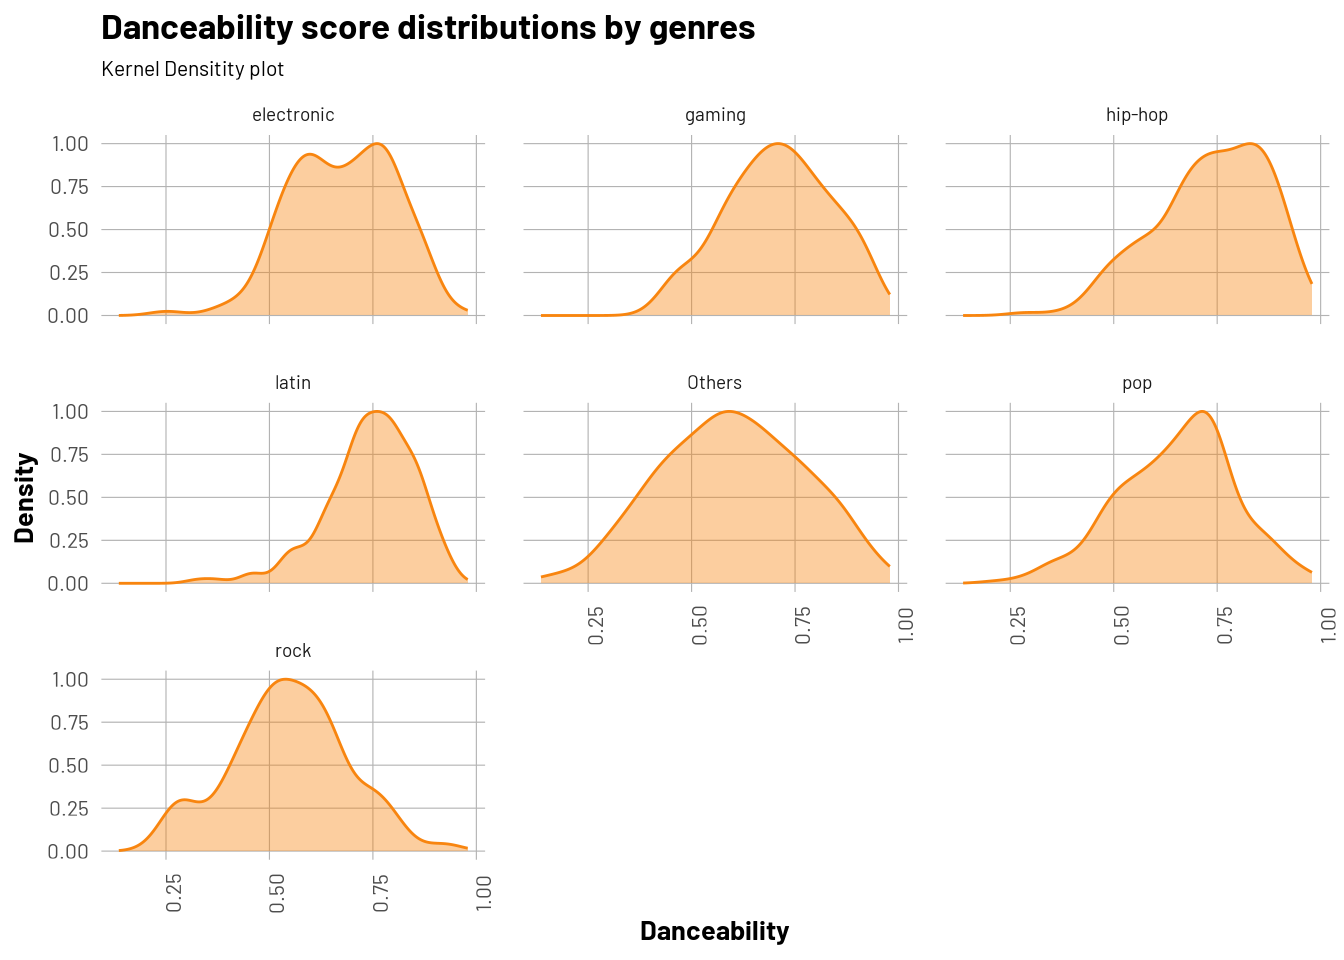 Danceability score distributions by genres
Kernel Densitity plot
electronic gaming hip-hop
1.00
0.75
0.50
0.25
0.00
latin Others pop
1.00
0.75
0.50
0.25
0.00
0.25 0.50 0.75 1.00 0.25 0.50 0.75 1.00
rock
1.00
0.75
0.50
0.25
0.00
0.25 0.50 0.75 1.00
Density
Danceability